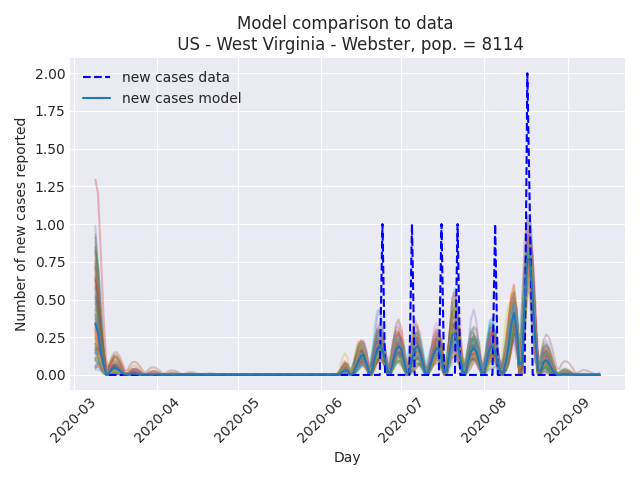 Model comparison to data
US - West Virginia - Webster, pop. = 8114
new cases data
new cases model
2.00
1.75
1.50
1.25
1.00
0.75
0.50
0.25
0.00
Number of new cases reported
2020-03
2020-04
2020-05
2020-06
2020-07
2020-08
2020-09
Day